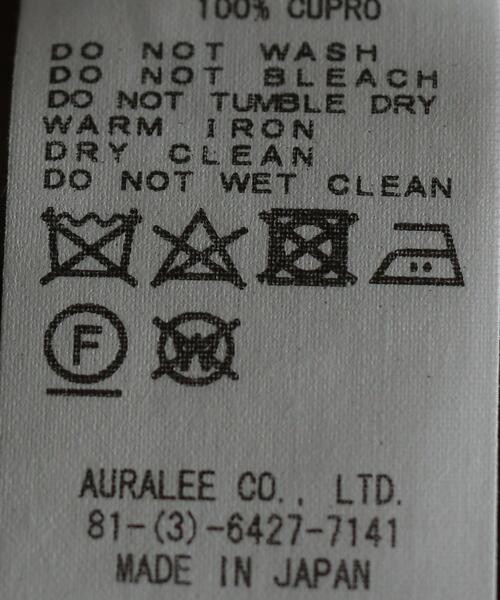 100% CUPRO
DO NOT WASH
DO NOT BLEACH
DO NOT TUMBLE DRY
WARM IRON
DRY CLEAN
DO NOT WET CLEAN
F W
AURALEE CO., LTD.
81-(3)-6427-7141
MADE IN JAPAN